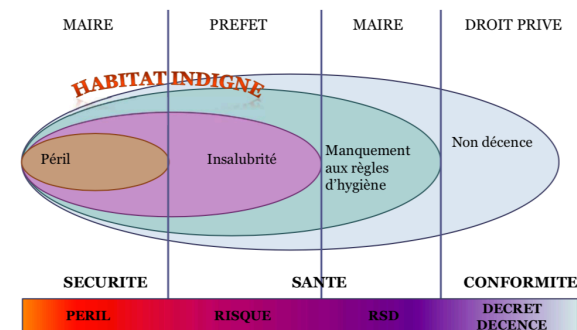 MAIRE PREFET MAIRE DROIT PRIVE
HABITAT INDIGNE
Péril
Insalubrité
Manquement
aux règles
d'hygiène
Non décence
SECURITE SANTE CONFORMITE
PERIL RISQUE RSD DECRET
DECENCE